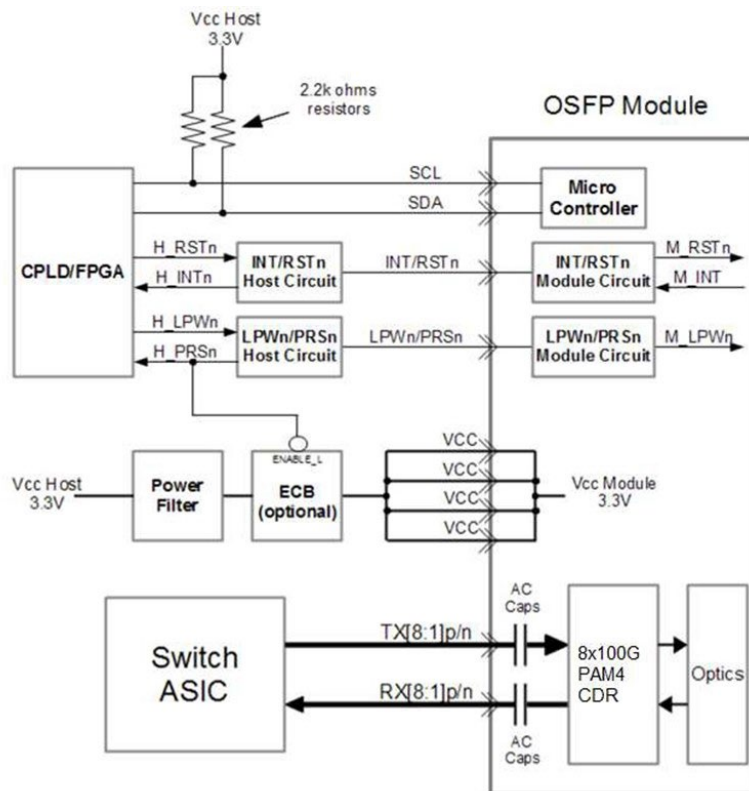 Vcc Host
3.3V
2.2k ohms
resistors
OSFP Module
SCL
SDA
Micro
Controller
CPLD/FPGA
H_RSTn
H_INTn
INT/RSTn
Host Circuit
INT/RSTn
INT/RSTn
Module Circuit
M_RSTn
M_INT
H_LPWn
H_PRSn
LPWn/PRSn
Host Circuit
LPWn/PRSn
LPWn/PRSn
Module Circuit
M_LPWn
ENABLE_L
Vcc Host
3.3V
Power
Filter
ECB
(optional)
VCC
VCC
VCC
VCC
Vcc Module
3.3V
Switch
ASIC
TX[8:1]p/n
RX[8:1]p/n
AC
Caps
AC
Caps
8x100G
PAM4
CDR
Optics